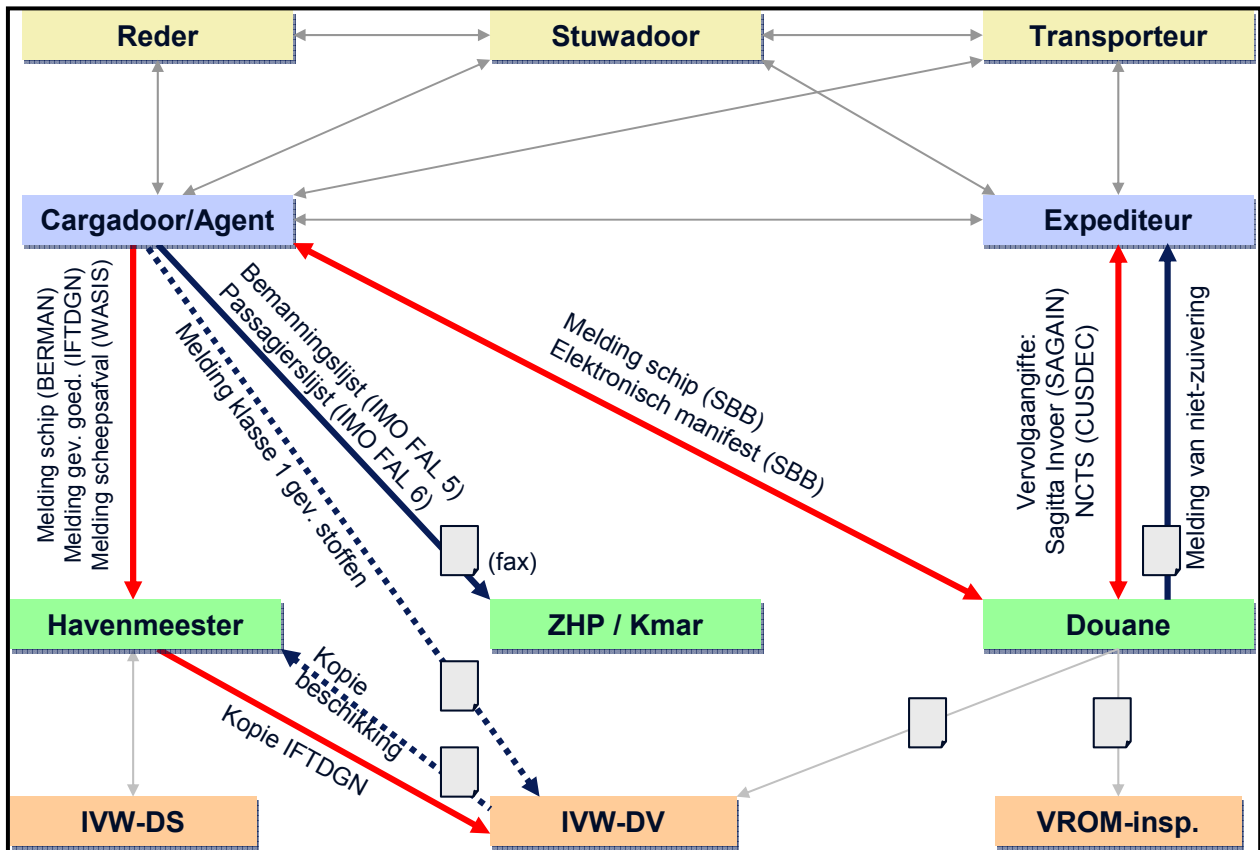 Reder
Stuwadoor
Transporteur
Cargadoor/Agent
Expediteur
Melding schip (BERMAN)
Melding gev. goed. (IFTDGN)
Melding scheepsafval (WASIS)
Bemanningslijst (IMO FAL 5)
Passagierslijst (IMO FAL 6)
Melding klasse 1 gev. stoffen
(fax)
Melding schip (SBB)
Elektronisch manifest (SBB)
Vervolgaangifte:
Sagitta Invoer (SAGAIN)
NCTS (CUSDEC)
Melding van niet-zuivering
Havenmeester
ZHP / Kmar
Douane
Kopie
beschikking
Kopie IFTDGN
IVW-DS
IVW-DV
VROM-insp.